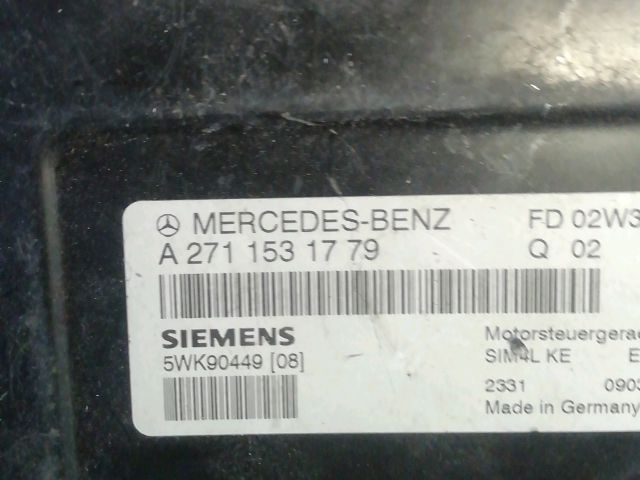 MERCEDES-BENZ FD 02W3
A 271 153 17 79 Q 02
SIEMENS
5WK90449 [08]
Motorsteuergerä
SIM4L KE E
2331 0903
Made in Germany